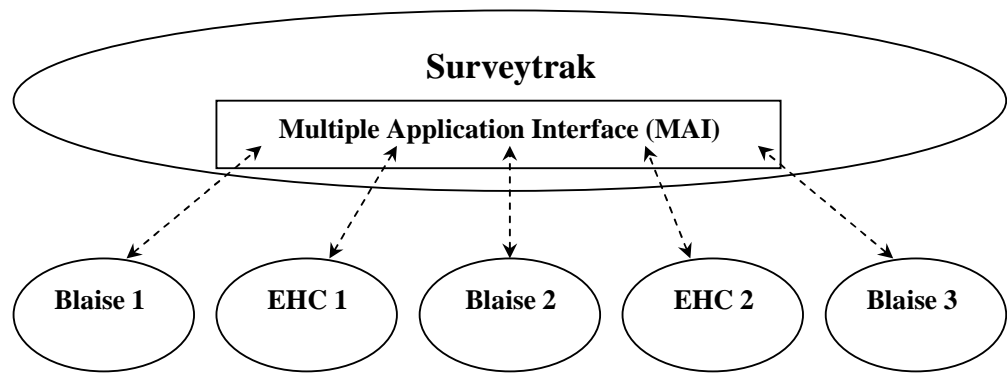 Surveytrak
Multiple Application Interface (MAI)
Blaise 1
EHC 1
Blaise 2
EHC 2
Blaise 3